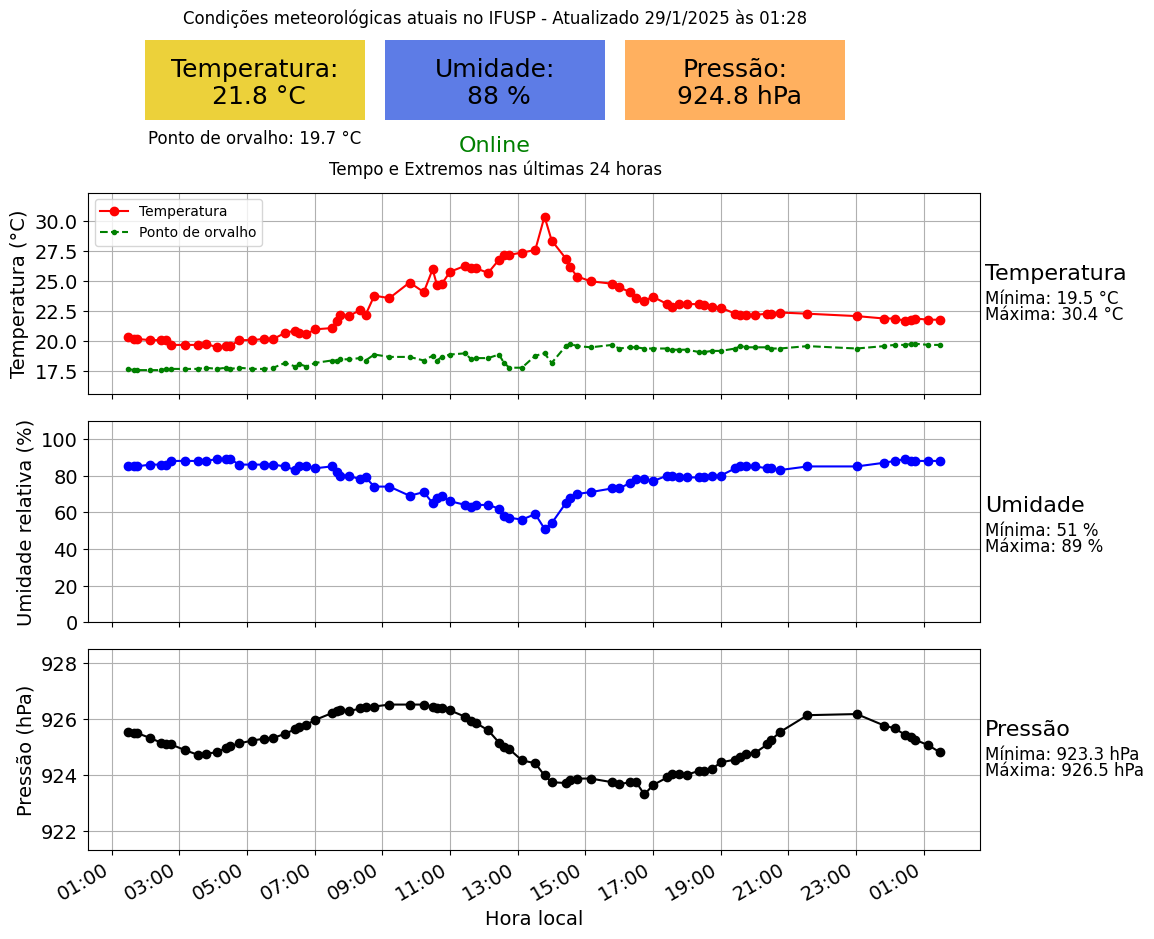 Condições meteorológicas atuais no IFUSP - Atualizado 29/1/2025 às 01:28
Temperatura:
21.8 °C
Umidade:
88 %
Pressão:
924.8 hPa
Ponto de orvalho: 19.7 °C
Online
Tempo e Extremos nas últimas 24 horas
Temperatura (°C)
30.0
27.5
25.0
22.5
20.0
17.5
Temperatura
Ponto de orvalho
Temperatura
Mínima: 19.5 °C
Máxima: 30.4 °C
Umidade relativa (%)
100
80
60
40
20
0
Umidade
Mínima: 51 %
Máxima: 89 %
Pressão (hPa)
928
926
924
922
Pressão
Mínima: 923.3 hPa
Máxima: 926.5 hPa
01:00 03:00 05:00 07:00 09:00 11:00 13:00 15:00 17:00 19:00 21:00 23:00 01:00
Hora local